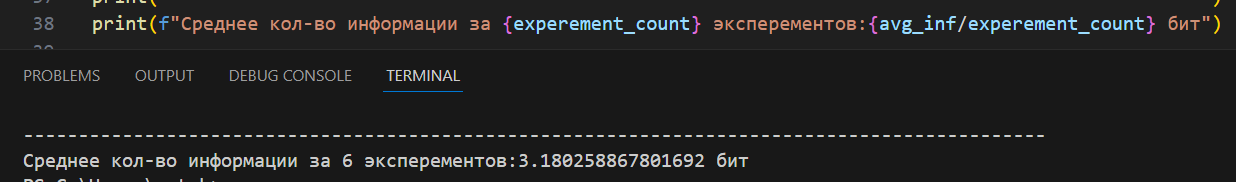 38 print(f"Среднее кол-во информации за {experement_count} эксперементов:{avg_inf/experement_count} бит")
PROBLEMS OUTPUT DEBUG CONSOLE TERMINAL
---------------------------------------------------------------------------------------------
Среднее кол-во информации за 6 эксперементов:3.180258867801692 бит